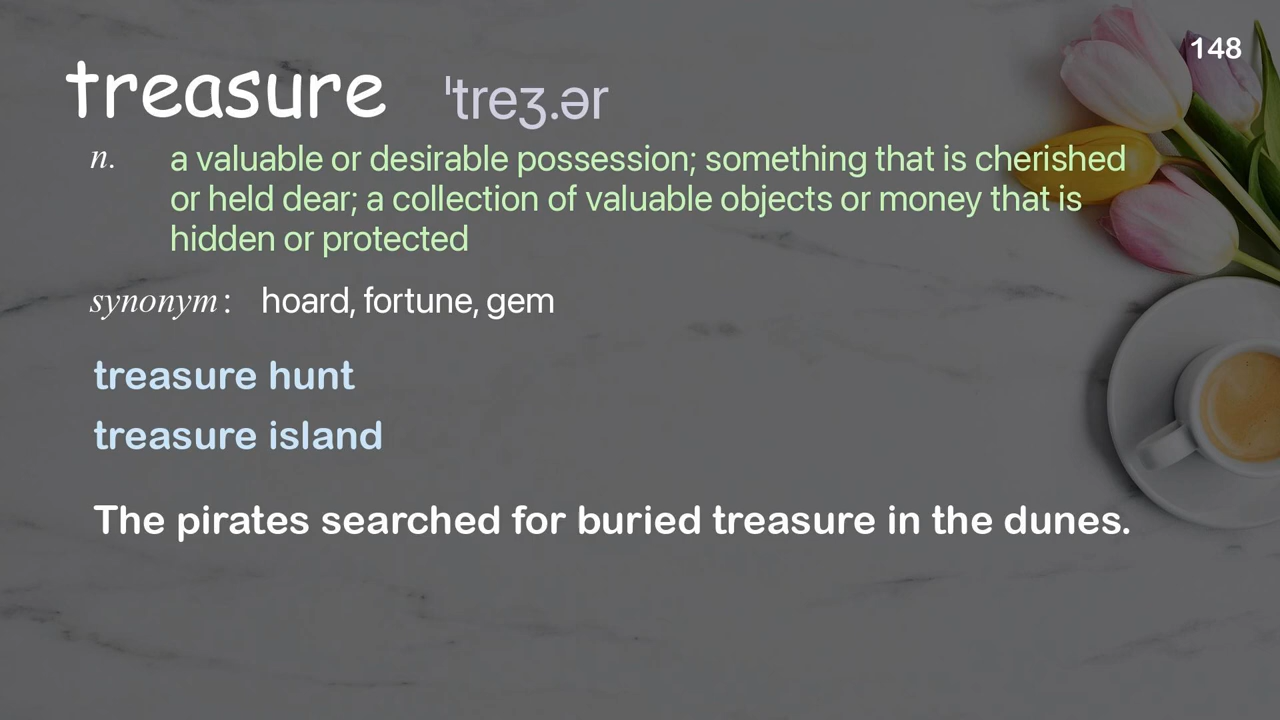 148
treasure ˈtreʒ.ər
n. a valuable or desirable possession; something that is cherished
or held dear; a collection of valuable objects or money that is
hidden or protected
synonym: hoard, fortune, gem
treasure hunt
treasure island
The pirates searched for buried treasure in the dunes.